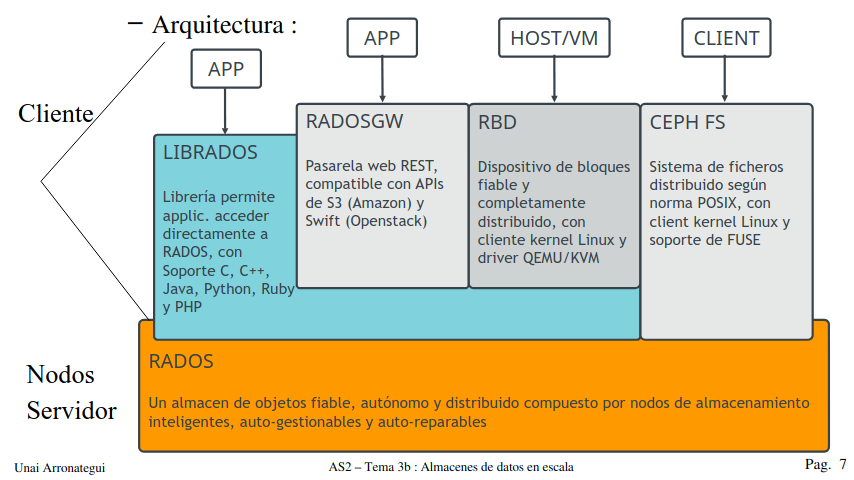 – Arquitectura :
APP
APP
HOST/VM
CLIENT
Cliente
LIBRADOS
Librería permite
applic. acceder
directamente a
RADOS, con
Soporte C, C++,
Java, Python, Ruby
y PHP
RADOSGW
Pasarela web REST,
compatible con APIs
de S3 (Amazon) y
Swift (Openstack)
RBD
Dispositivo de bloques
fiable y
completamente
distribuido, con
cliente kernel Linux y
driver QEMU/KVM
CEPH FS
Sistema de ficheros
distribuido según
norma POSIX, con
client kernel Linux y
soporte de FUSE
Nodos
Servidor
RADOS
Un almacen de objetos fiable, autónomo y distribuido compuesto por nodos de almacenamiento
inteligentes, auto-gestionables y auto-reparables
Unai Arronategui
AS2 – Tema 3b : Almacenes de datos en escala
Pag. 7